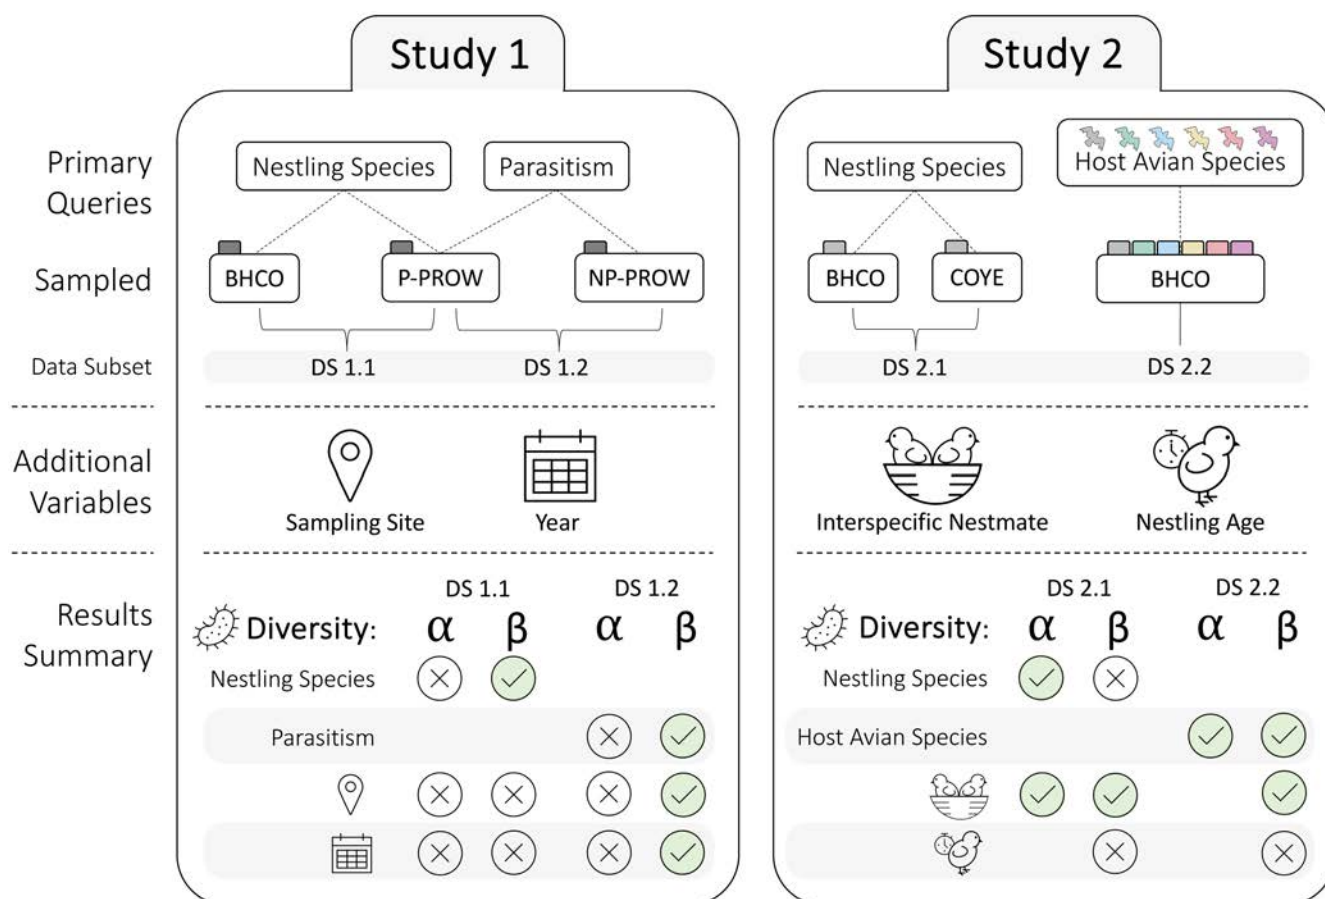 Study 1
Study 2
Primary
Queries
Nestling Species
Parasitism
Nestling Species
Host Avian Species
Sampled
BHCO
P-PROW
NP-PROW
BHCO
COYE
BHCO
Data Subset
DS 1.1
DS 1.2
DS 2.1
DS 2.2
Additional
Variables
Sampling Site
Year
Interspecific Nestmate
Nestling Age
Results
Summary
DS 1.1
DS 1.2
Diversity:
α
β
α
β
Nestling Species
Parasitism
DS 2.1
DS 2.2
Diversity:
α
β
α
β
Nestling Species
Host Avian Species